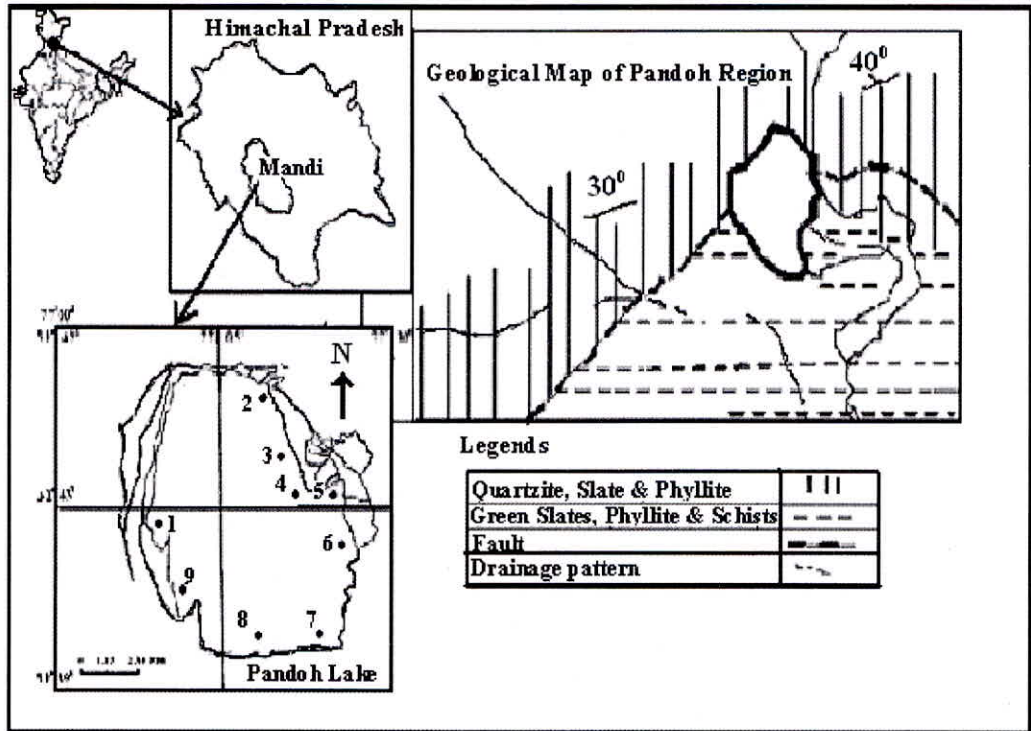 Himachal Pradesh
Mandi
Geological Map of Pandoh Region
40⁰
30⁰
N
2
3
4
5
1
6
9
8
7
Pandoh Lake
Legends
Quartzite, Slate & Phyllite
Green Slates, Phyllite & Schists
Fault
Drainage pattern